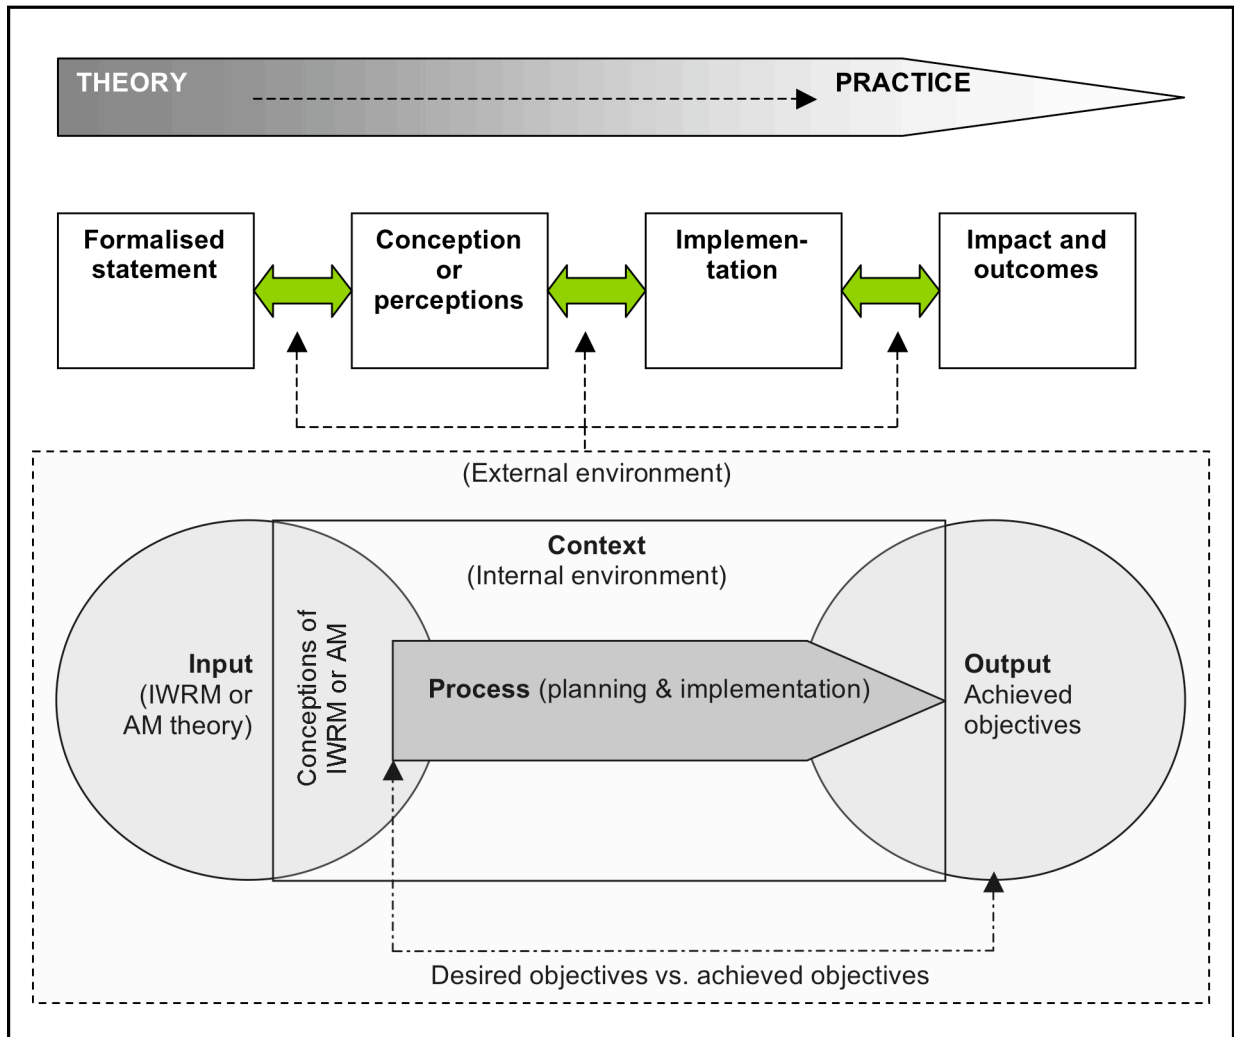 THEORY
PRACTICE
Formalised
statement
Conception
or
perceptions
Implemen-
tation
Impact and
outcomes
(External environment)
Context
(Internal environment)
Input
(IWRM or
AM theory)
Conceptions of
IWRM or AM
Process (planning & implementation)
Output
Achieved
objectives
Desired objectives vs. achieved objectives